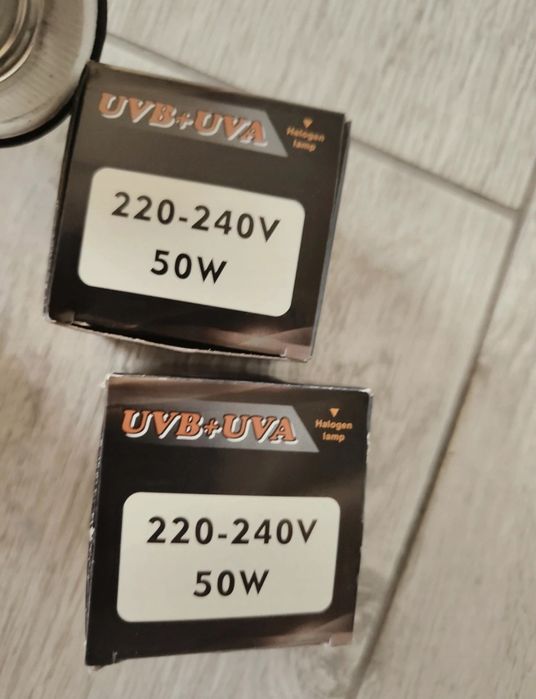 UVB+UVA
Halogen
lamp
220-240V
50W
UVB+UVA
Halogen
lamp
220-240V
50W